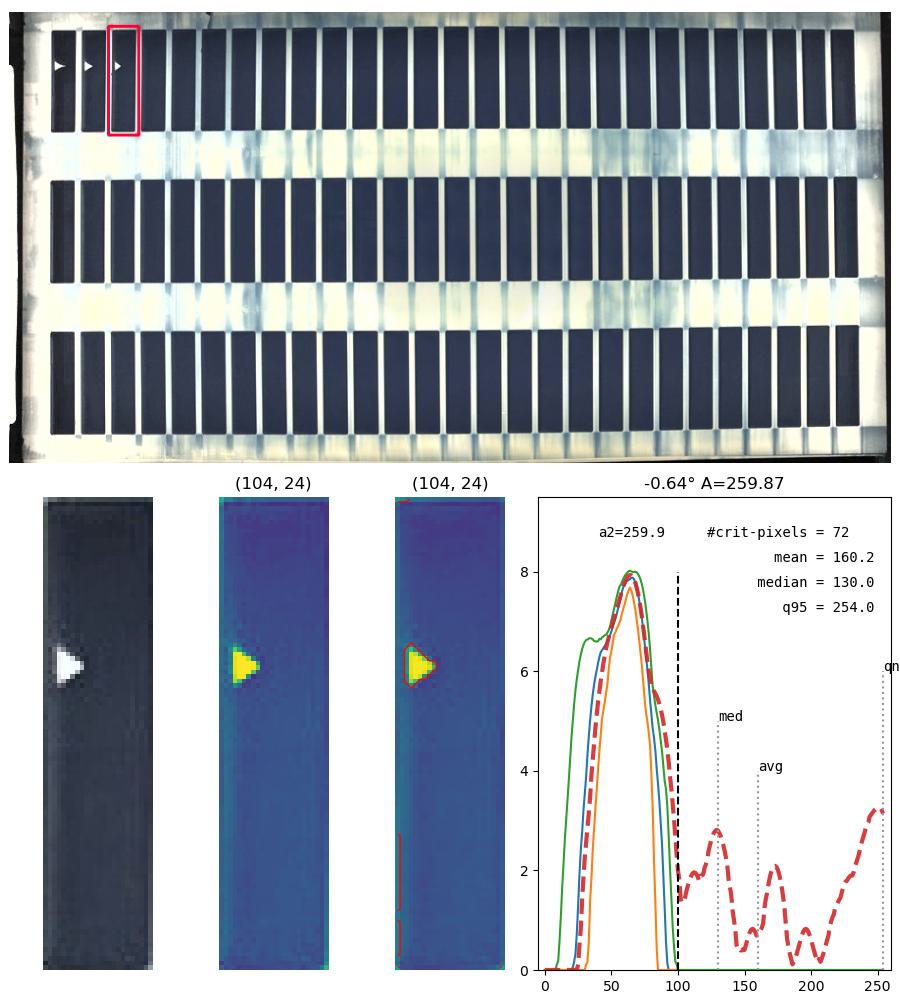 (104, 24)
(104, 24)
-0.64° A=259.87
a2=259.9
#crit-pixels = 72
mean = 160.2
median = 130.0
q95 = 254.0
8
6
4
2
0
qn
med
avg
0 50 100 150 200 250